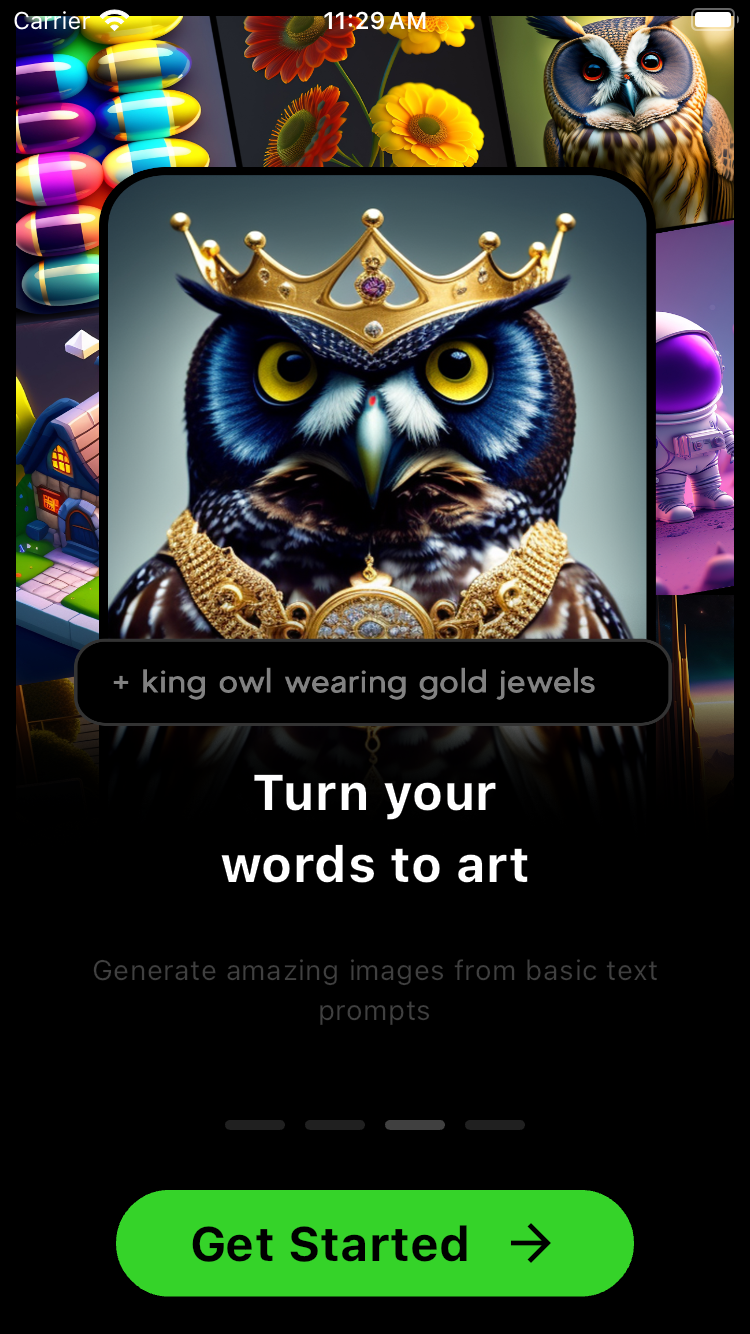 Carrier 11:29 AM
+ king owl wearing gold jewels
Turn your
words to art
Generate amazing images from basic text
prompts
Get Started →